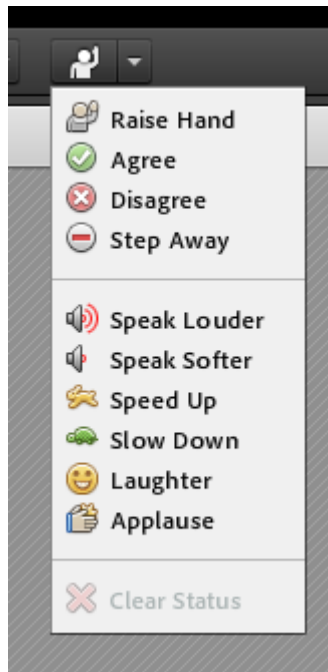 Raise Hand
Agree
Disagree
Step Away
Speak Louder
Speak Softer
Speed Up
Slow Down
Laughter
Applause
Clear Status